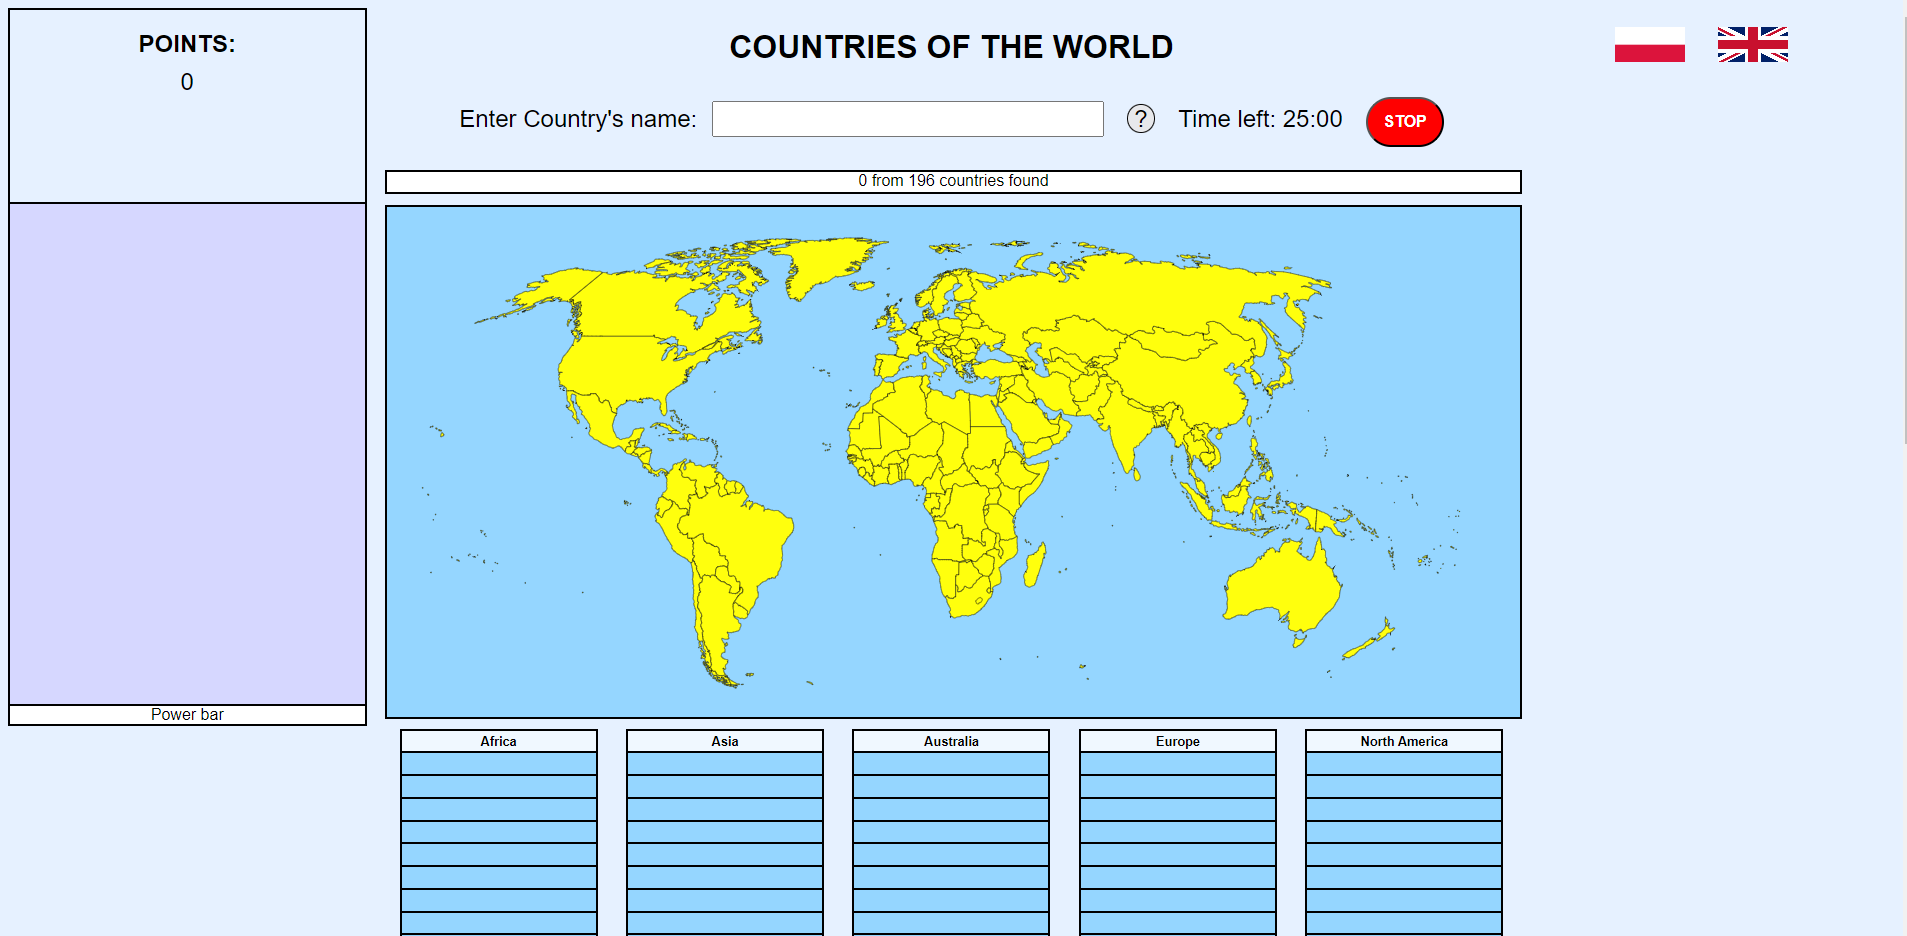 POINTS:
0
COUNTRIES OF THE WORLD
Enter Country's name:
?
Time left: 25:00
STOP
0 from 196 countries found
Power bar
Africa
Asia
Australia
Europe
North America